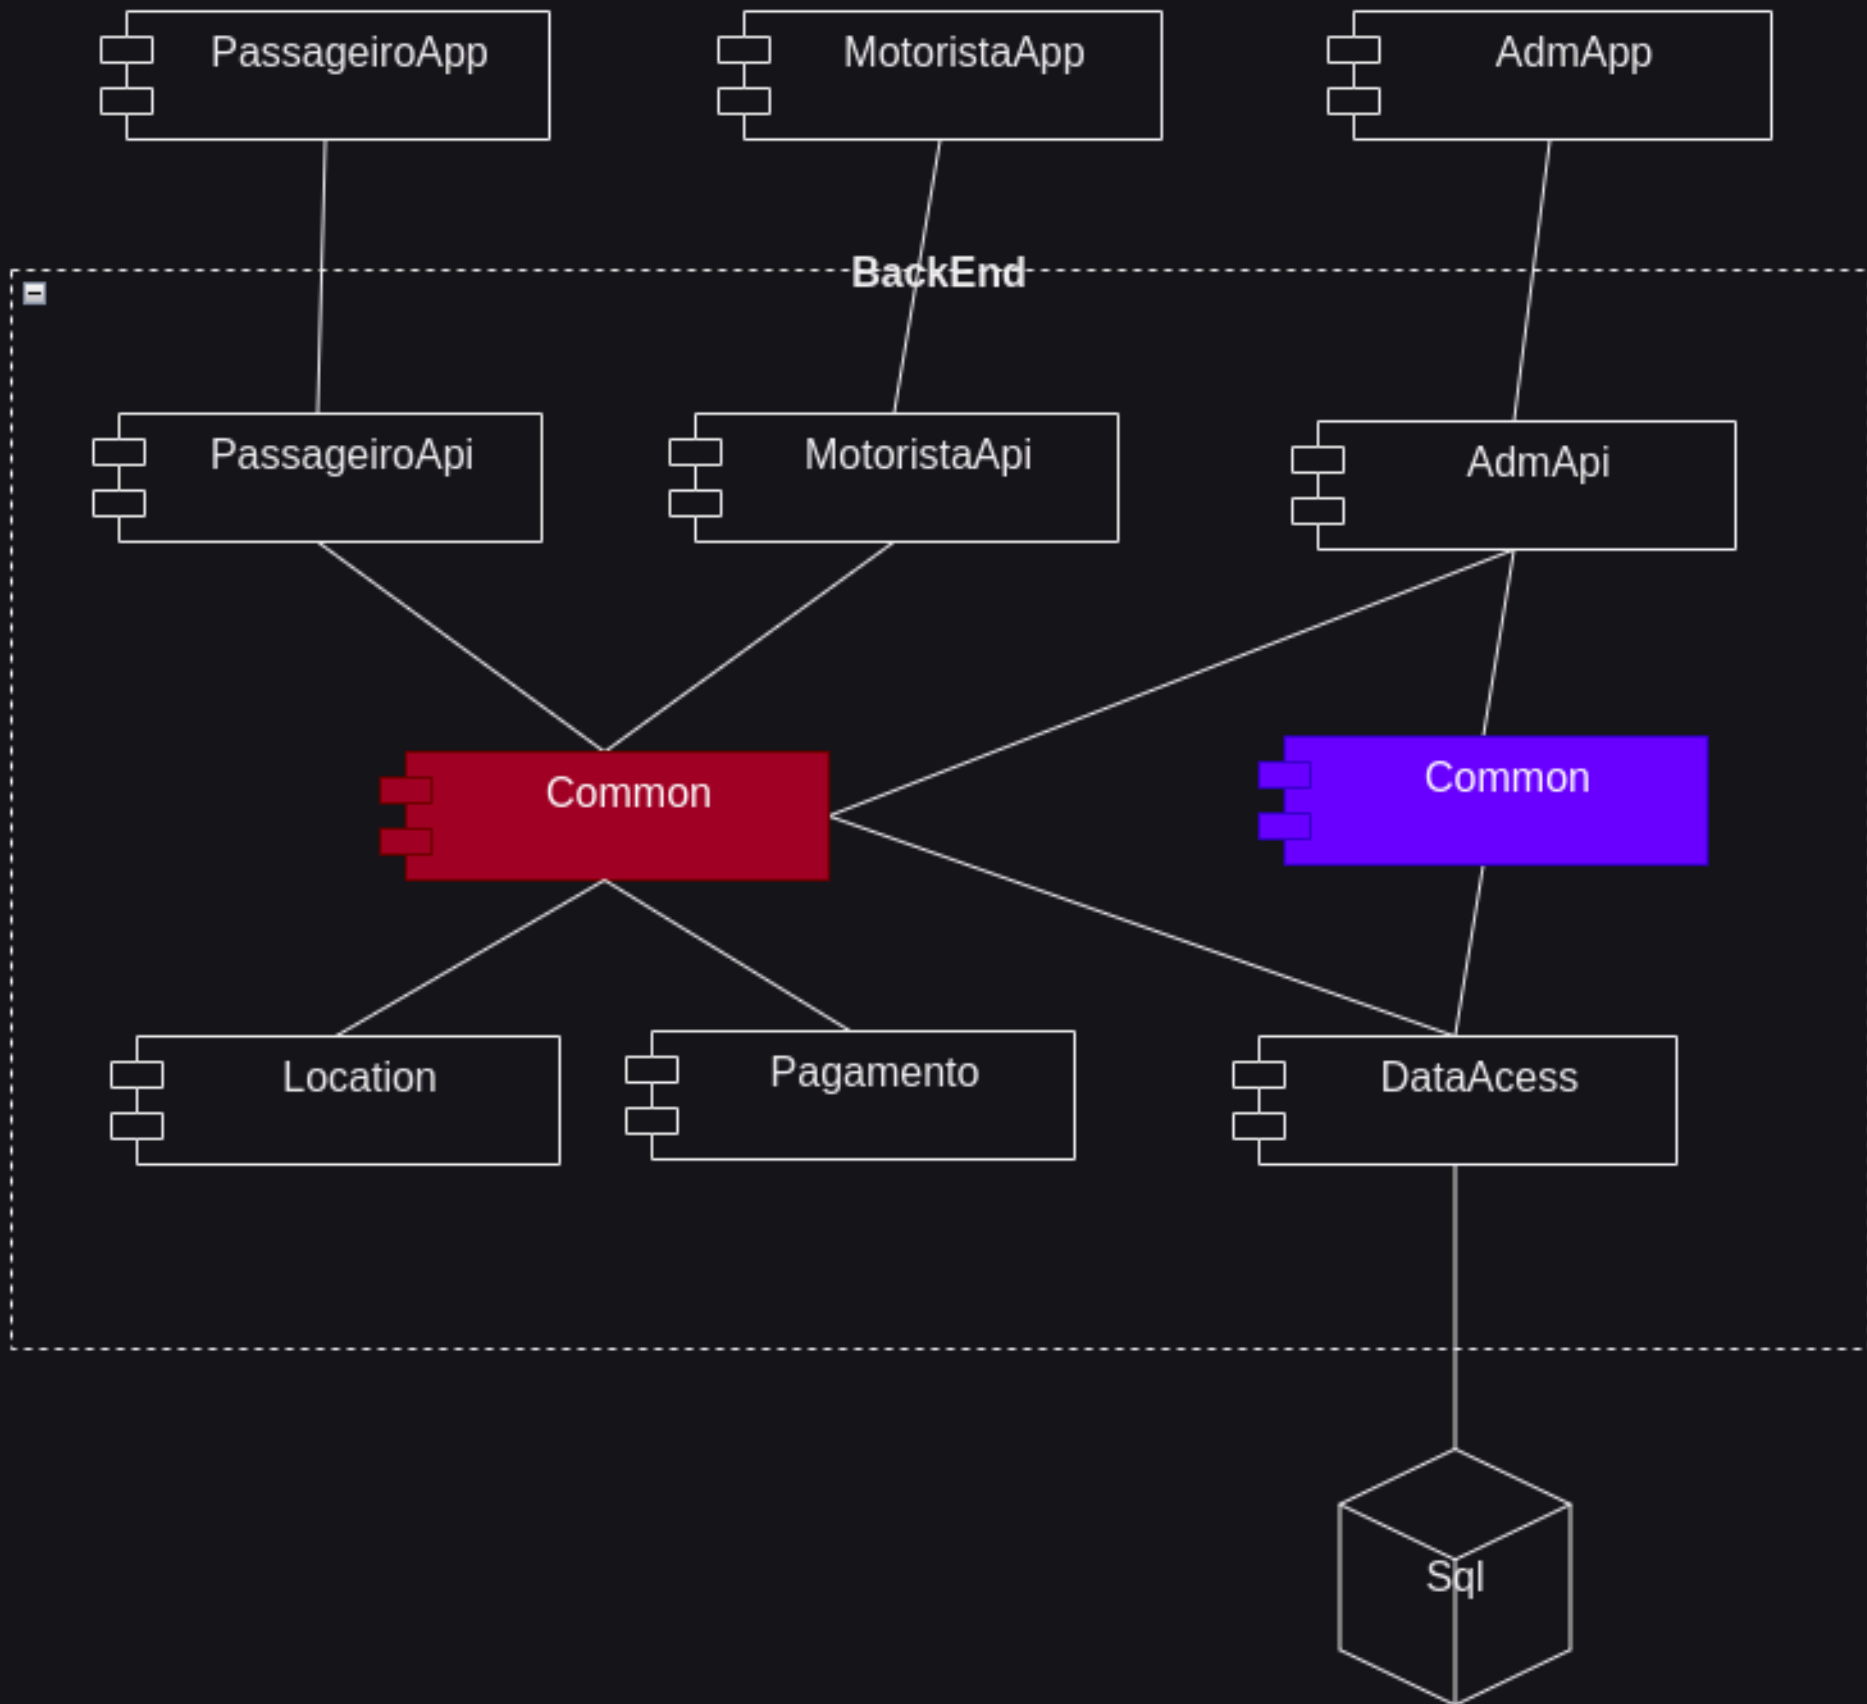 PassageiroApp
MotoristaApp
AdmApp
BackEnd
PassageiroApi
MotoristaApi
AdmApi
Common
Common
Location
Pagamento
DataAcess
Sql